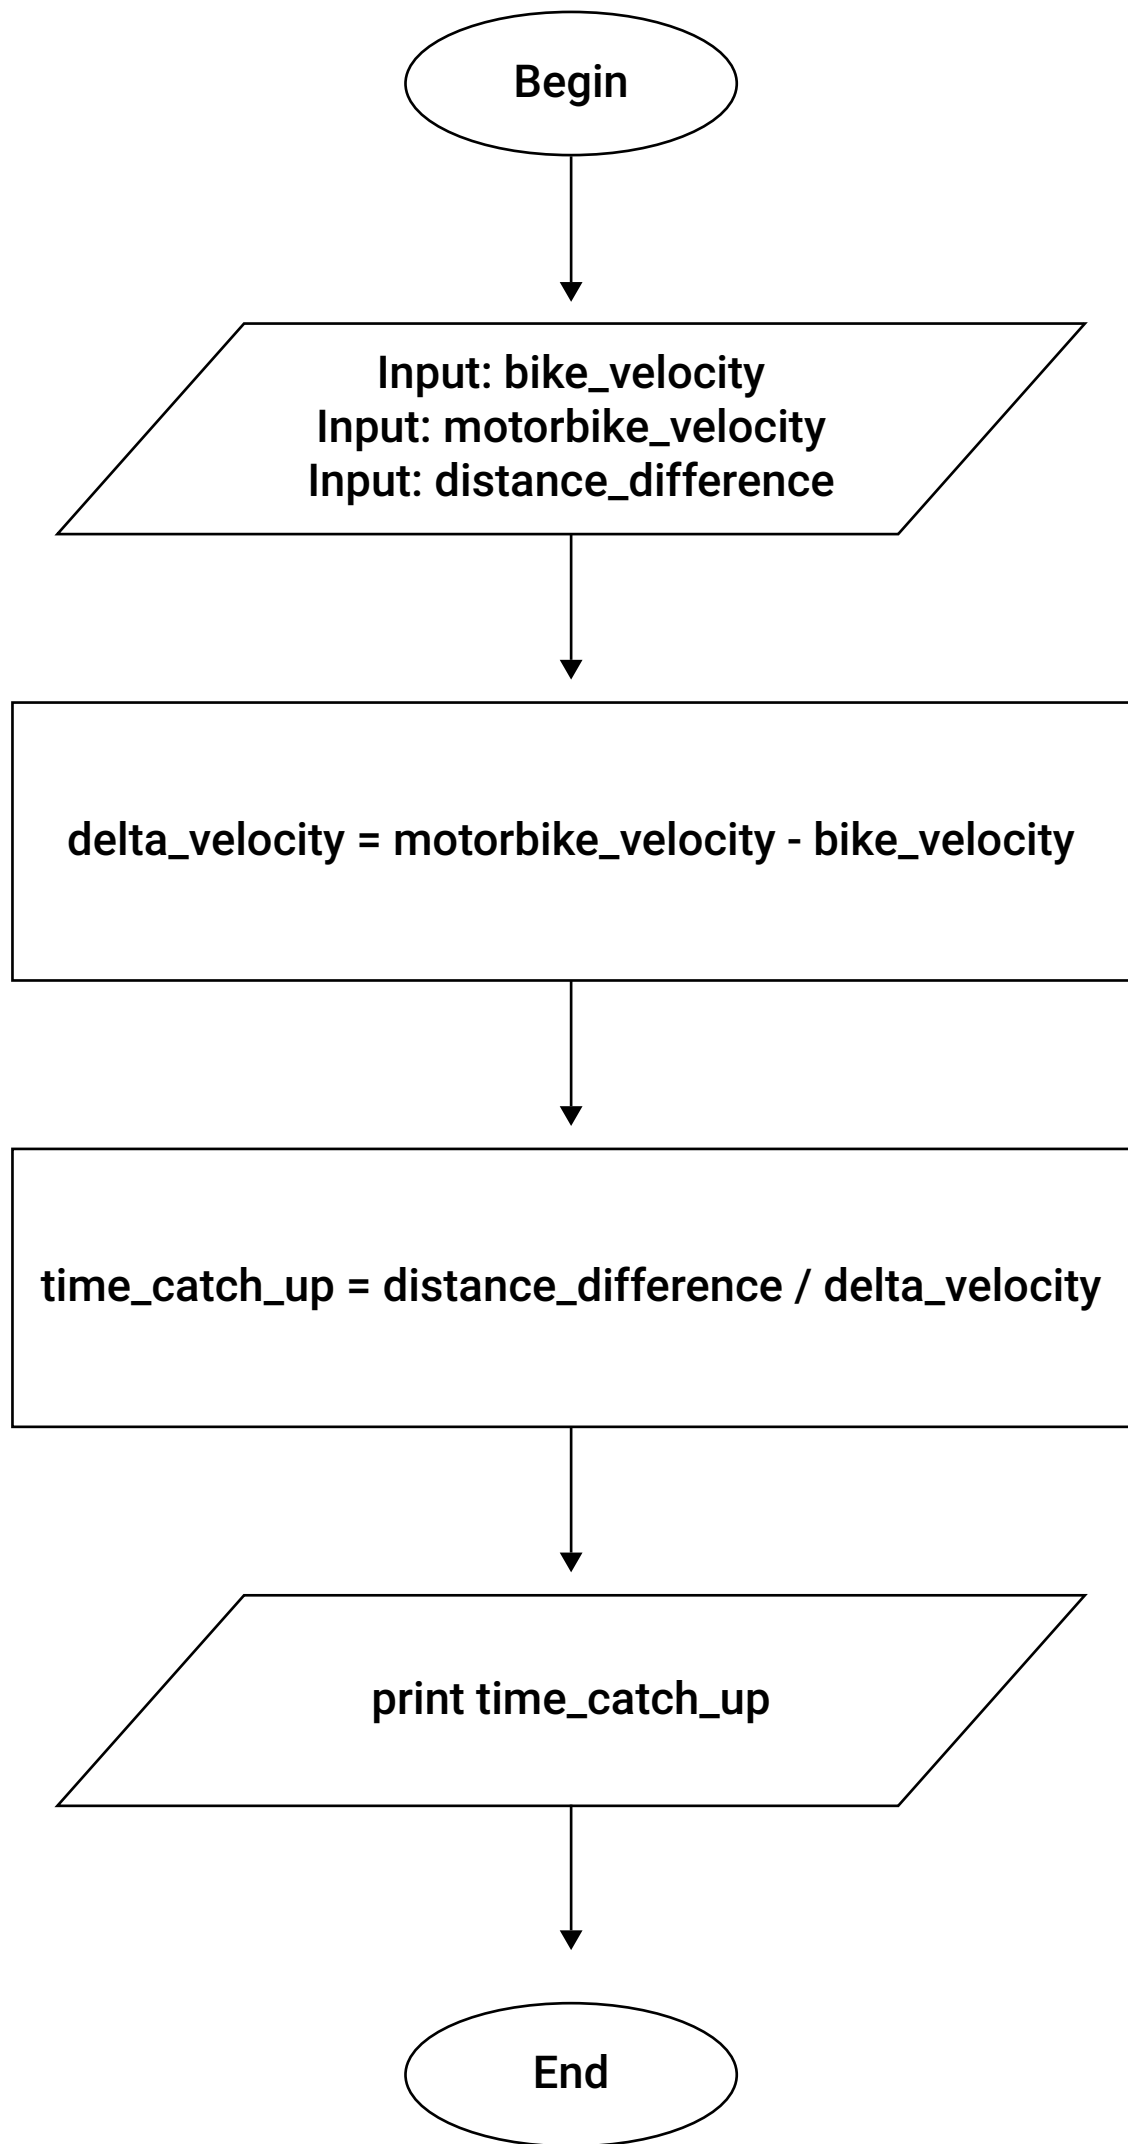 Begin
Input: bike_velocity
Input: motorbike_velocity
Input: distance_difference
delta_velocity = motorbike_velocity - bike_velocity
time_catch_up = distance_difference / delta_velocity
print time_catch_up
End